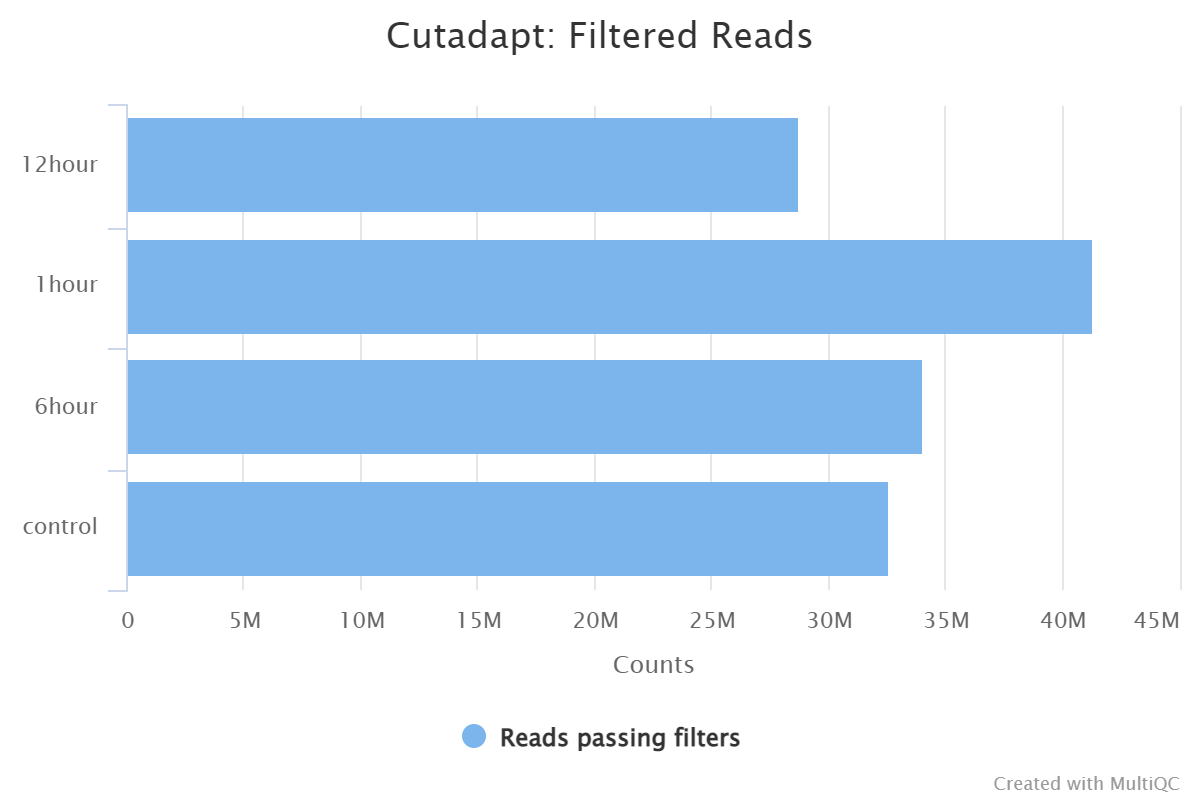 Cutadapt: Filtered Reads
12hour
1hour
6hour
control
0 5M 10M 15M 20M 25M 30M 35M 40M 45M
Counts
Reads passing filters
Created with MultiQC